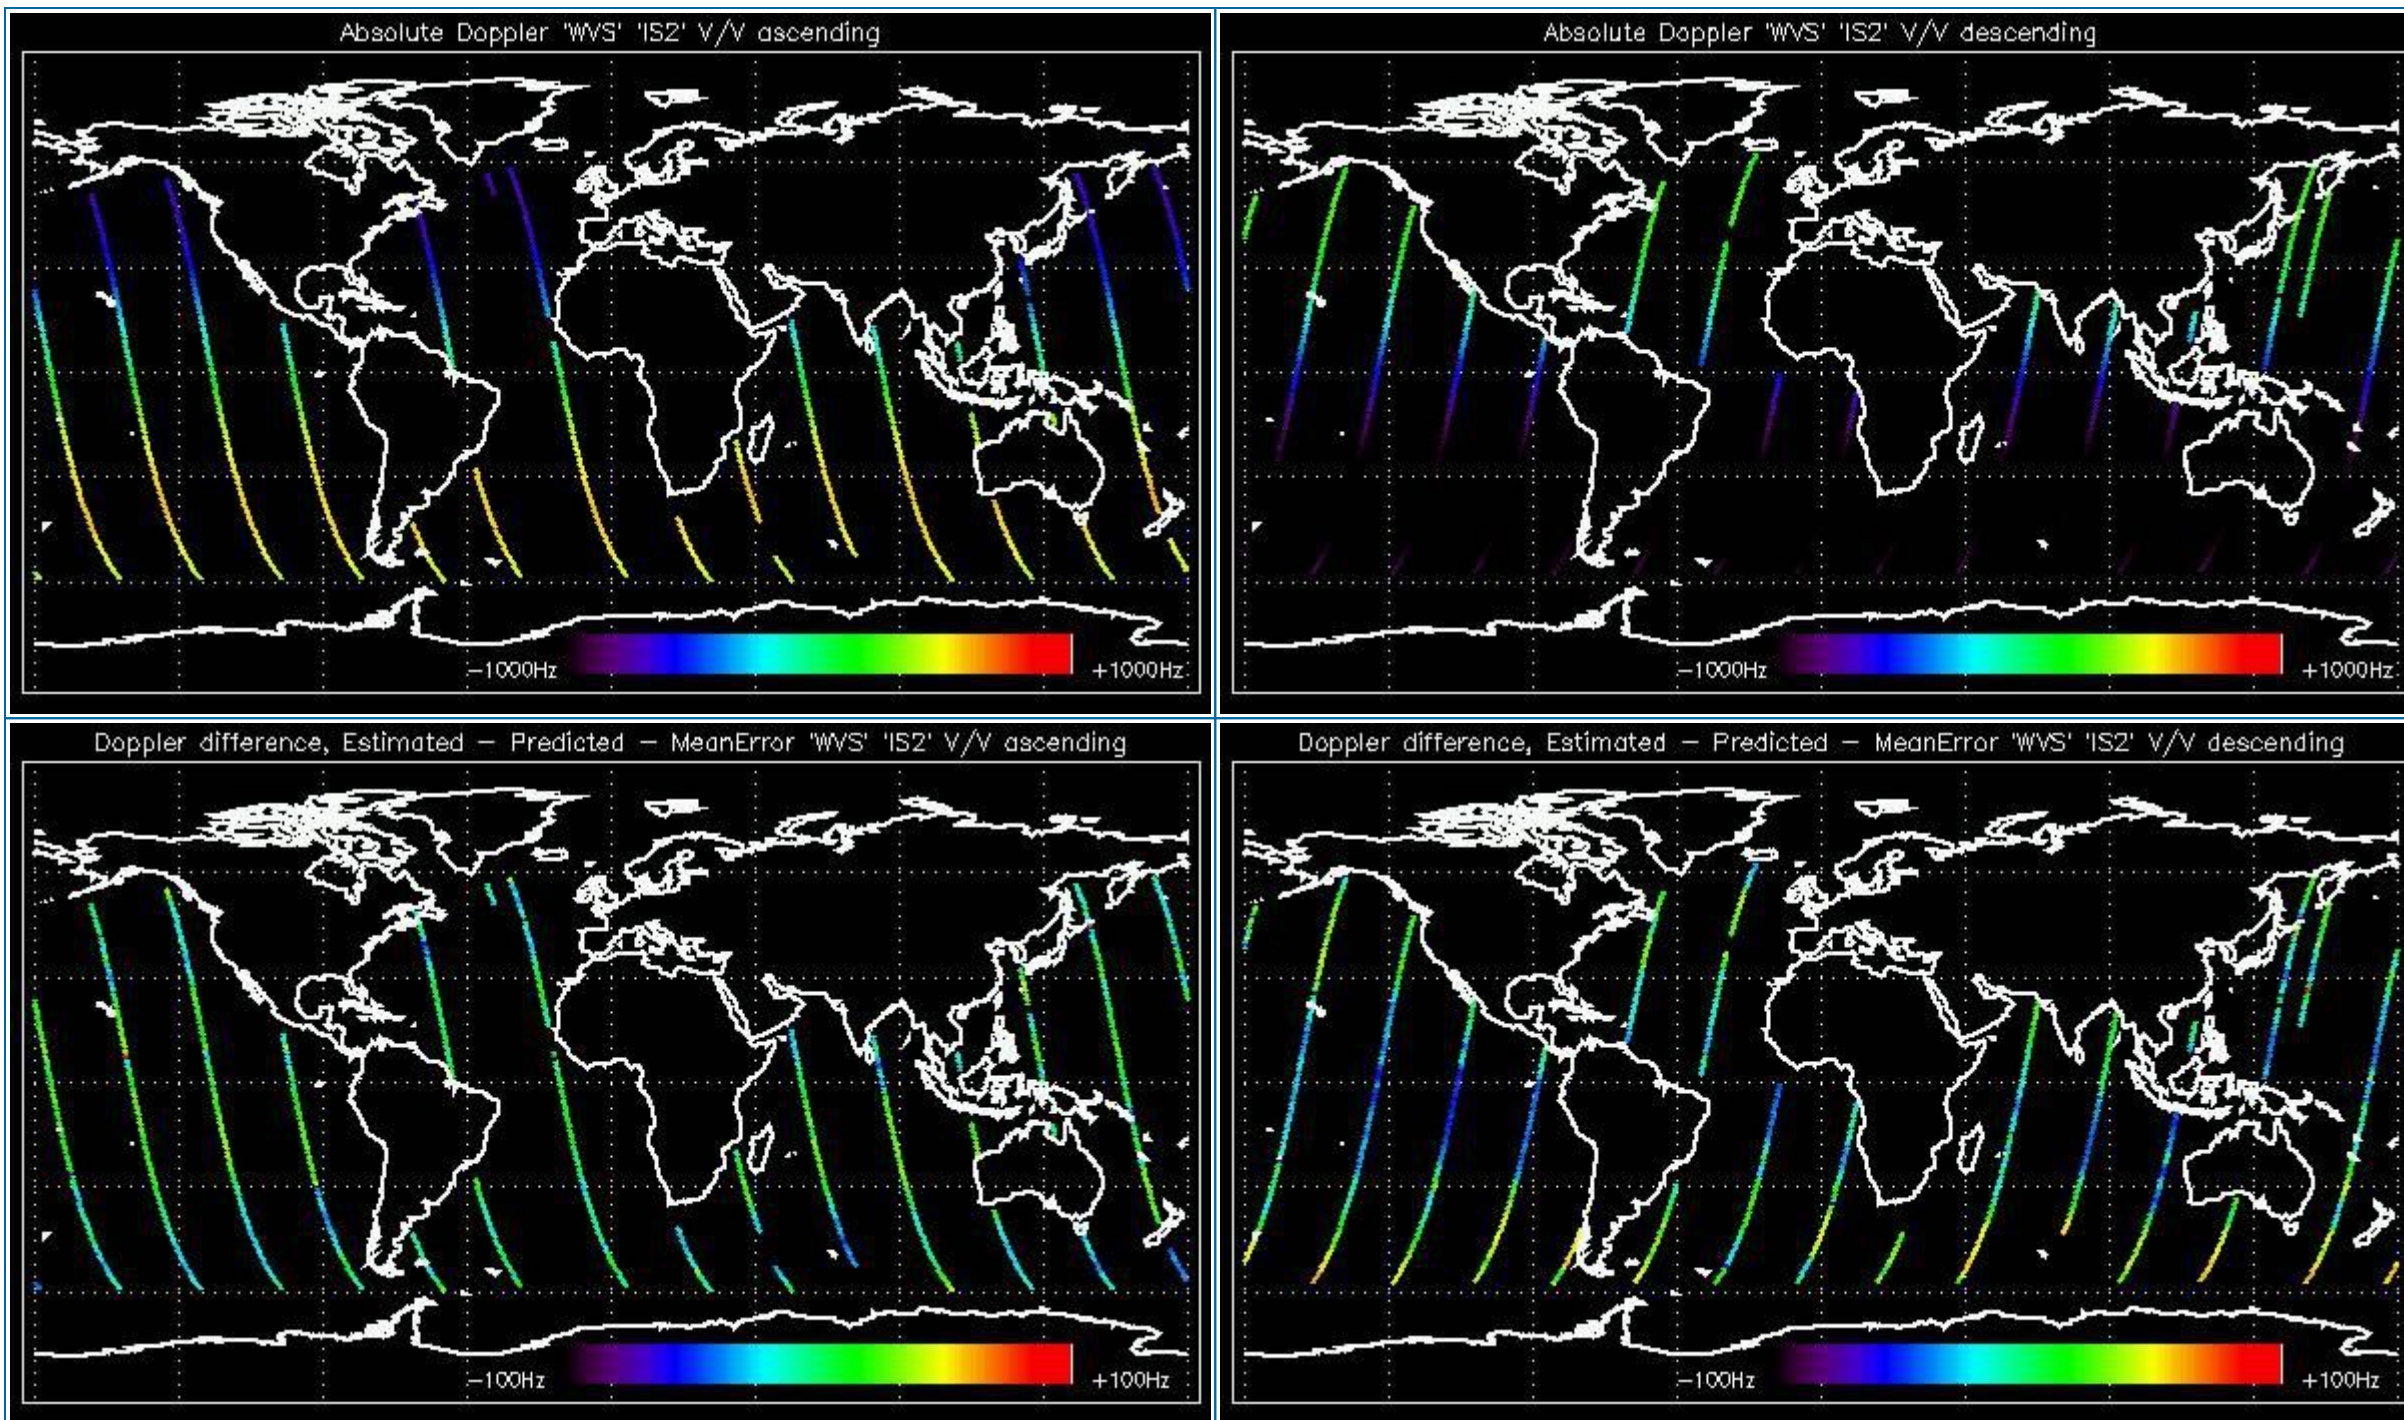 Absolute Doppler 'WVS' 'IS2' V/V ascending
-1000Hz
+1000Hz
Absolute Doppler 'WVS' 'IS2' V/V descending
-1000Hz
+1000Hz
Doppler difference, Estimated - Predicted - MeanError 'WVS' 'IS2' V/V ascending
-100Hz
+100Hz
Doppler difference, Estimated - Predicted - MeanError 'WVS' 'IS2' V/V descending
-100Hz
+100Hz